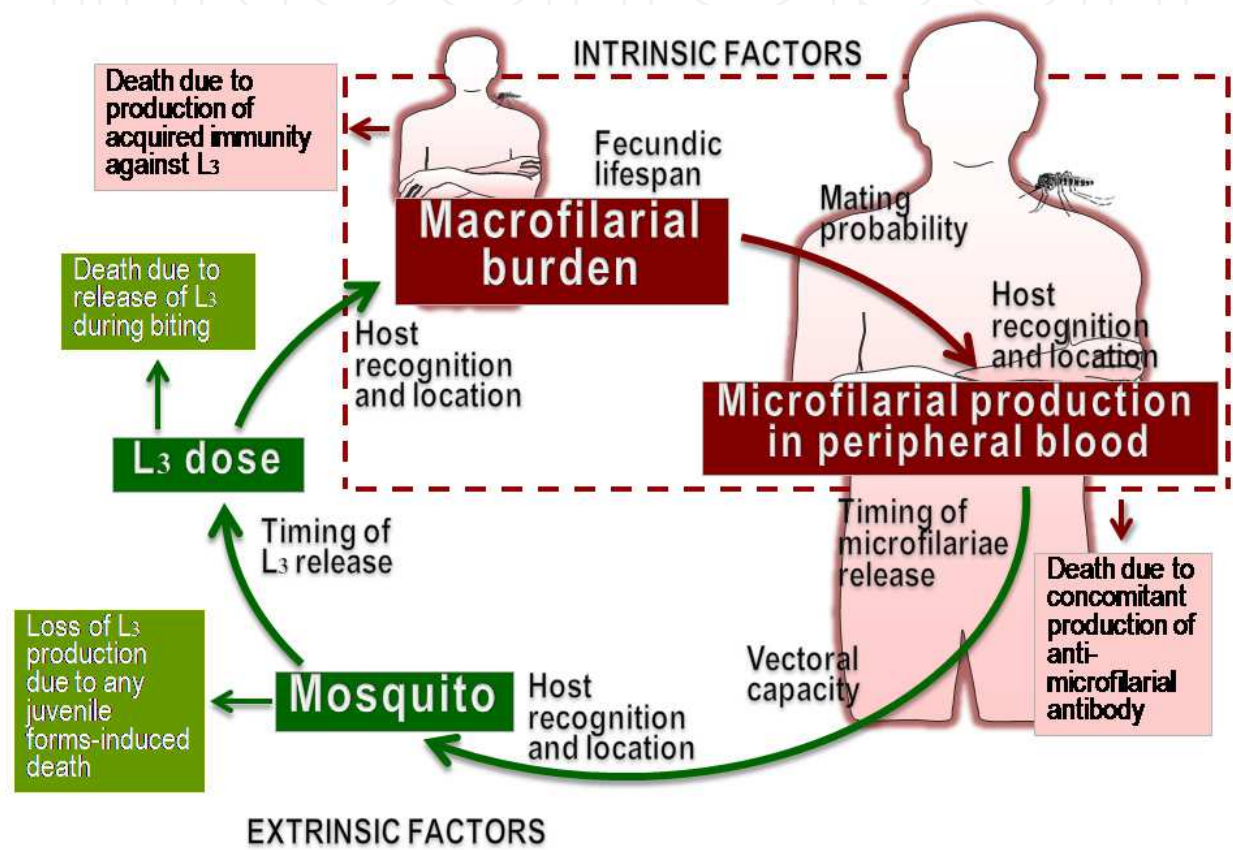 INTRINSIC FACTORS
Death due to
production of
acquired immunity
against L3
Fecundic
lifespan
Macrofilarial
burden
Mating
probability
Death due to
release of L3
during biting
Host
recognition
and location
Host
recognition
and location
Microfilarial production
in peripheral blood
L3 dose
Timing of
L3 release
Timing of
microfilariae
release
Death due to
concomitant
production of
anti-
microfilarial
antibody
Loss of L3
production
due to any
juvenile
forms-induced
death
Mosquito
Host
recognition
and location
Vectoral
capacity
EXTRINSIC FACTORS